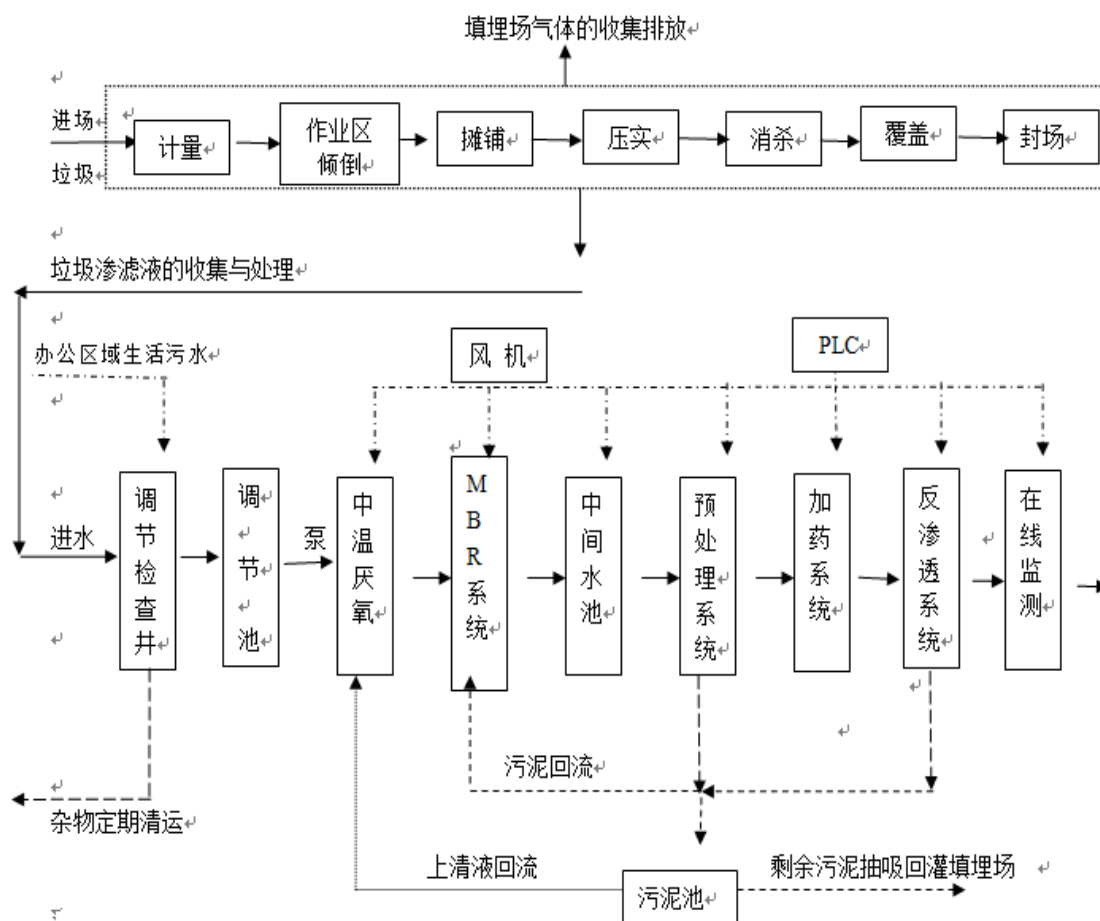 填埋场气体的收集排放
进场
垃圾
计量
作业区
倾倒
摊铺
压实
消杀
覆盖
封场
垃圾渗滤液的收集与处理
办公区域生活污水
风 机
PLC
进水
调节检查井
调节池
泵
中温厌氧
MBR系统
中间水池
预处理系统
加药系统
反渗透系统
在线监测
污泥回流
杂物定期清运
上清液回流
污泥池
剩余污泥抽吸回灌填埋场